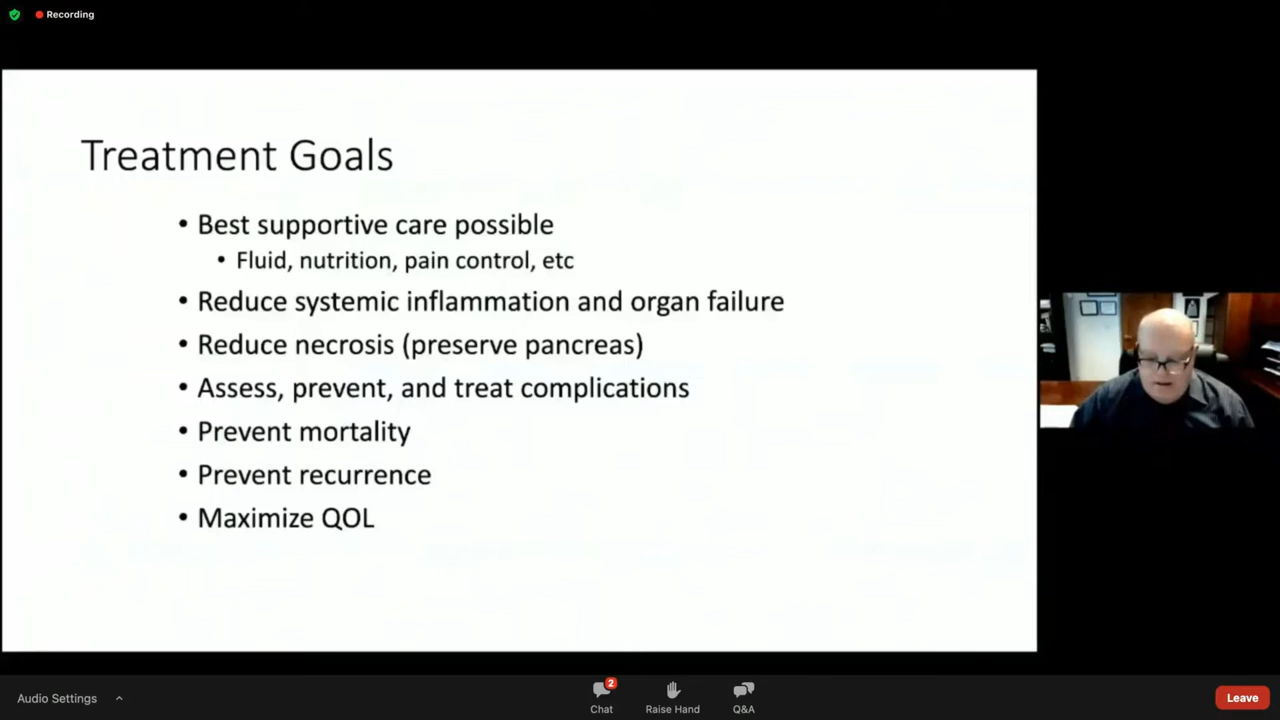 Recording
Treatment Goals
• Best supportive care possible
• Fluid, nutrition, pain control, etc
• Reduce systemic inflammation and organ failure
• Reduce necrosis (preserve pancreas)
• Assess, prevent, and treat complications
• Prevent mortality
• Prevent recurrence
• Maximize QOL
Audio Settings
2
Chat
Raise Hand
Q&A
Leave